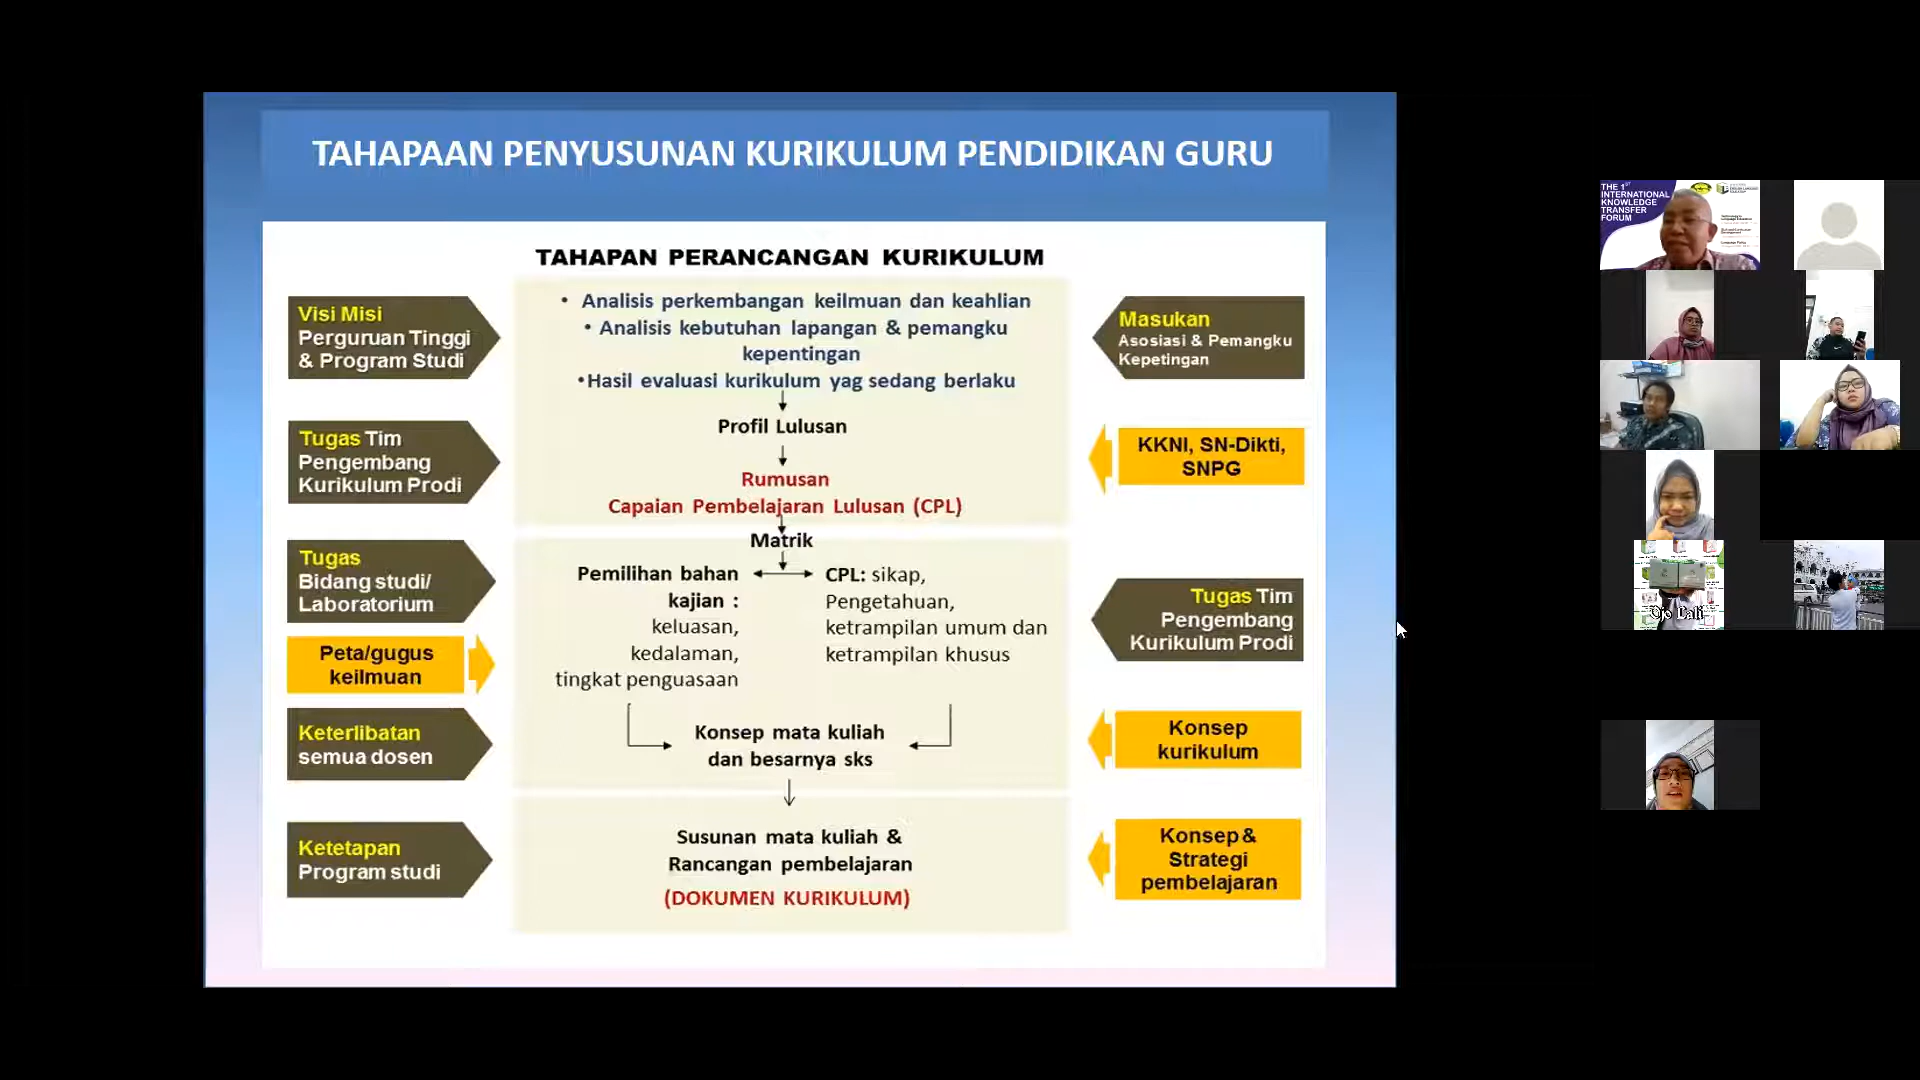 TAHAPAAN PENYUSUNAN KURIKULUM PENDIDIKAN GURU
TAHAPAN PERANCANGAN KURIKULUM
• Analisis perkembangan keilmuan dan keahlian
• Analisis kebutuhan lapangan & pemangku
kepentingan
•Hasil evaluasi kurikulum yag sedang berlaku
Profil Lulusan
Rumusan
Capaian Pembelajaran Lulusan (CPL)
Matrik
Pemilihan bahan
kajian :
keluasan,
kedalaman,
tingkat penguasaan
CPL: sikap,
Pengetahuan,
ketrampilan umum dan
ketrampilan khusus
Konsep mata kuliah
dan besarnya sks
Susunan mata kuliah &
Rancangan pembelajaran
(DOKUMEN KURIKULUM)
Visi Misi
Perguruan Tinggi
& Program Studi
Tugas Tim
Pengembang
Kurikulum Prodi
Tugas
Bidang studi/
Laboratorium
Peta/gugus
keilmuan
Keterlibatan
semua dosen
Ketetapan
Program studi
Masukan
Asosiasi & Pemangku
Kepetingan
KKNI, SN-Dikti,
SNPG
Tugas Tim
Pengembang
Kurikulum Prodi
Konsep
kurikulum
Konsep &
Strategi
pembelajaran
THE 1ST
INTERNATIONAL
KNOWLEDGE
TRANSFER
FORUM
Ojo Lali